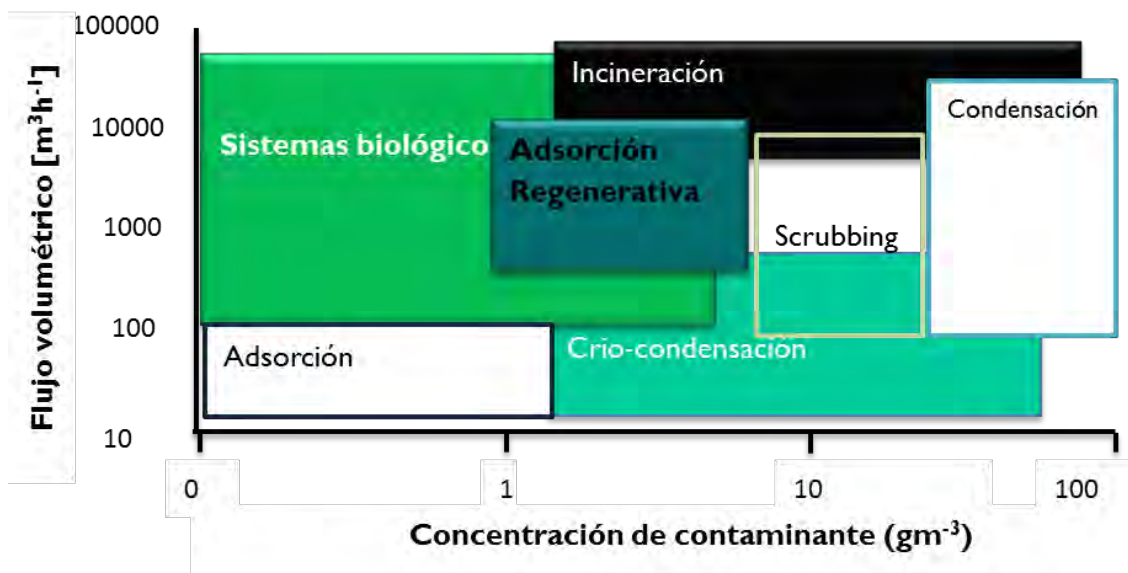 100000
Incineración
Condensación
10000
Sistemas biológico
Adsorción
Regenerativa
1000
Scrubbing
100
Adsorción
Crio-condensación
10
Flujo volumétrico [m³h⁻¹]
0
1
10
100
Concentración de contaminante (gm⁻³)